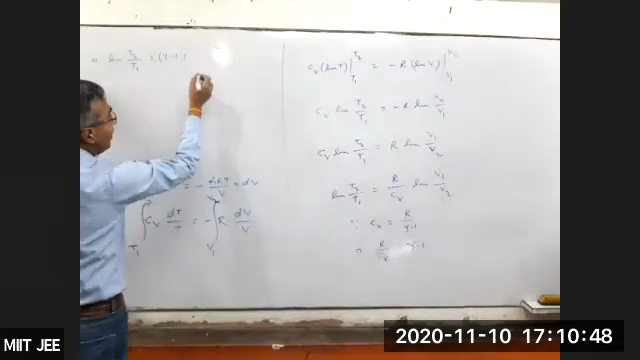 ⇒ ln T₂/T₁ = (γ-1)
= - nRT/V × dV
∫ Cᵥ dT/T = - ∫ R dV/V
T₁ V₁
Cᵥ (ln T) |T₂ T₁ = - R (ln V) |V₂ V₁
Cᵥ ln T₂/T₁ = - R ln V₂/V₁
Cᵥ ln T₂/T₁ = R ln V₁/V₂
ln T₂/T₁ = R/Cᵥ ln V₁/V₂
∵ Cᵥ = R/γ-1
⇒ R/Cᵥ = γ-1
MIIT JEE
2020-11-10 17:10:48